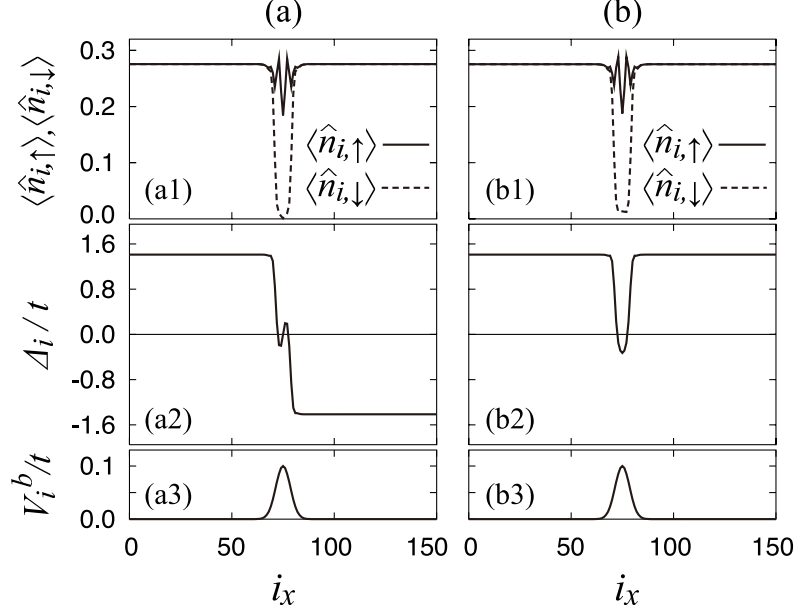 (a) (b)
⟨n̂i,↑⟩,⟨n̂i,↓⟩
0.3
0.2
0.1
0.0
⟨n̂i,↑⟩
⟨n̂i,↓⟩
(a1)
⟨n̂i,↑⟩
⟨n̂i,↓⟩
(b1)
Δi / t
1.6
0.8
0.0
-0.8
-1.6
(a2)
(b2)
Vi^b/t
0.1
0.0
(a3)
(b3)
0 50 100 150 0 50 100 150
ix ix